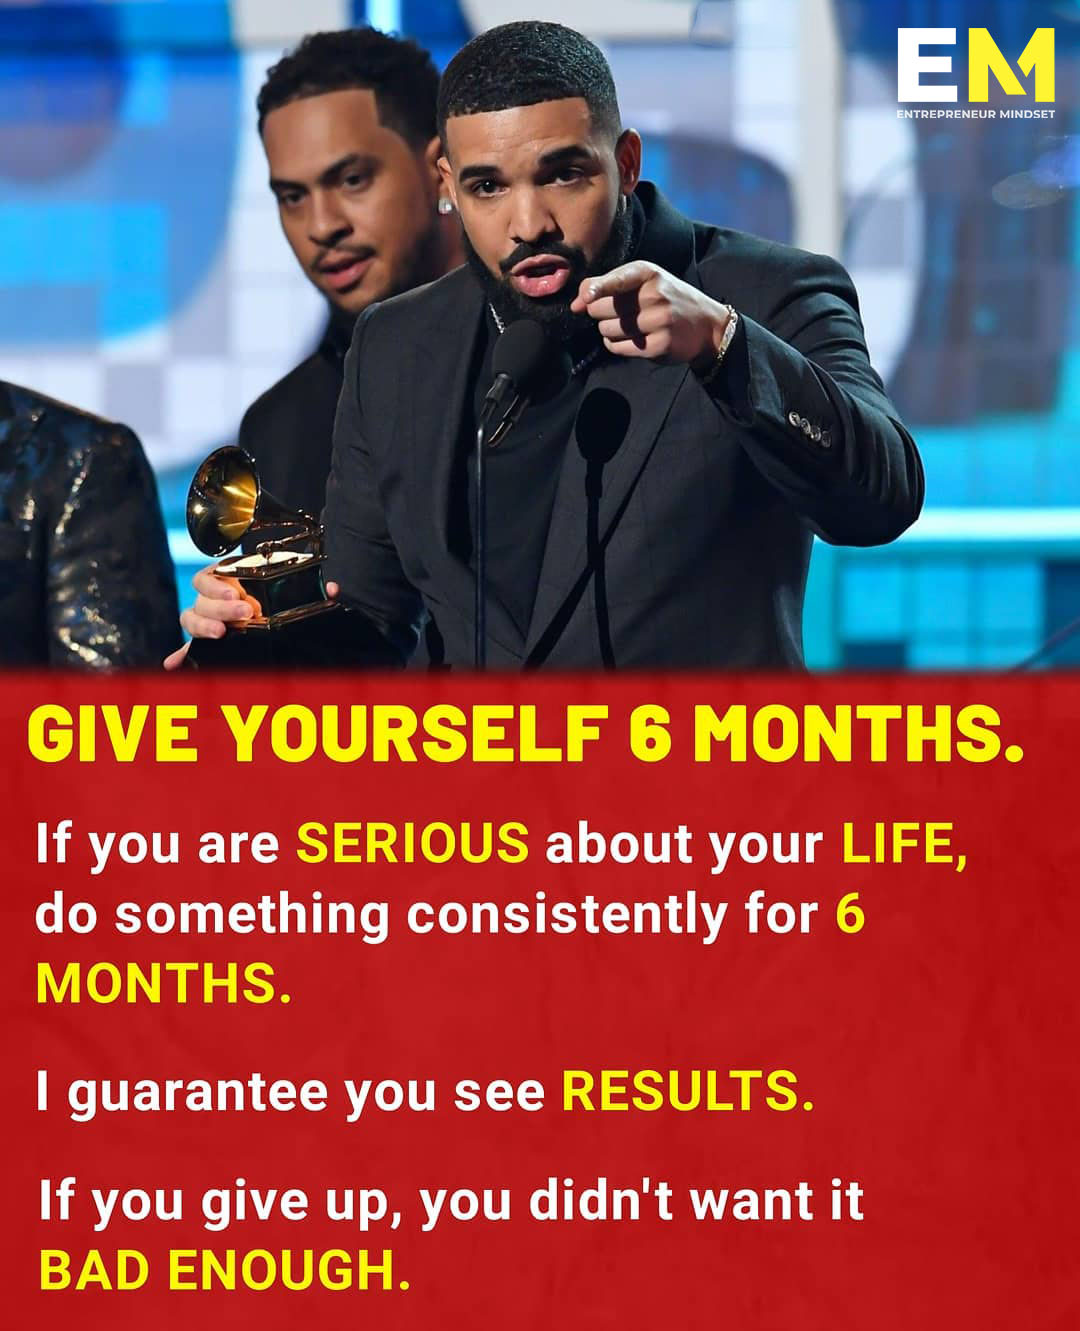 EM
ENTREPRENEUR MINDSET
GIVE YOURSELF 6 MONTHS.
If you are SERIOUS about your LIFE,
do something consistently for 6
MONTHS.
I guarantee you see RESULTS.
If you give up, you didn't want it
BAD ENOUGH.